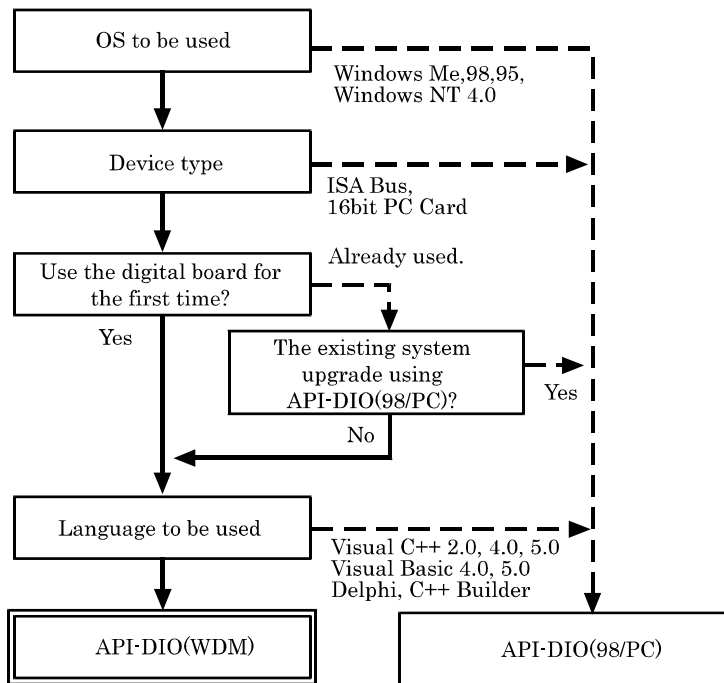 OS to be used
Windows Me,98,95,
Windows NT 4.0
Device type
ISA Bus,
16bit PC Card
Use the digital board for
the first time?
Already used.
Yes
The existing system
upgrade using
API-DIO(98/PC)?
Yes
No
Language to be used
Visual C++ 2.0, 4.0, 5.0
Visual Basic 4.0, 5.0
Delphi, C++ Builder
API-DIO(WDM)
API-DIO(98/PC)